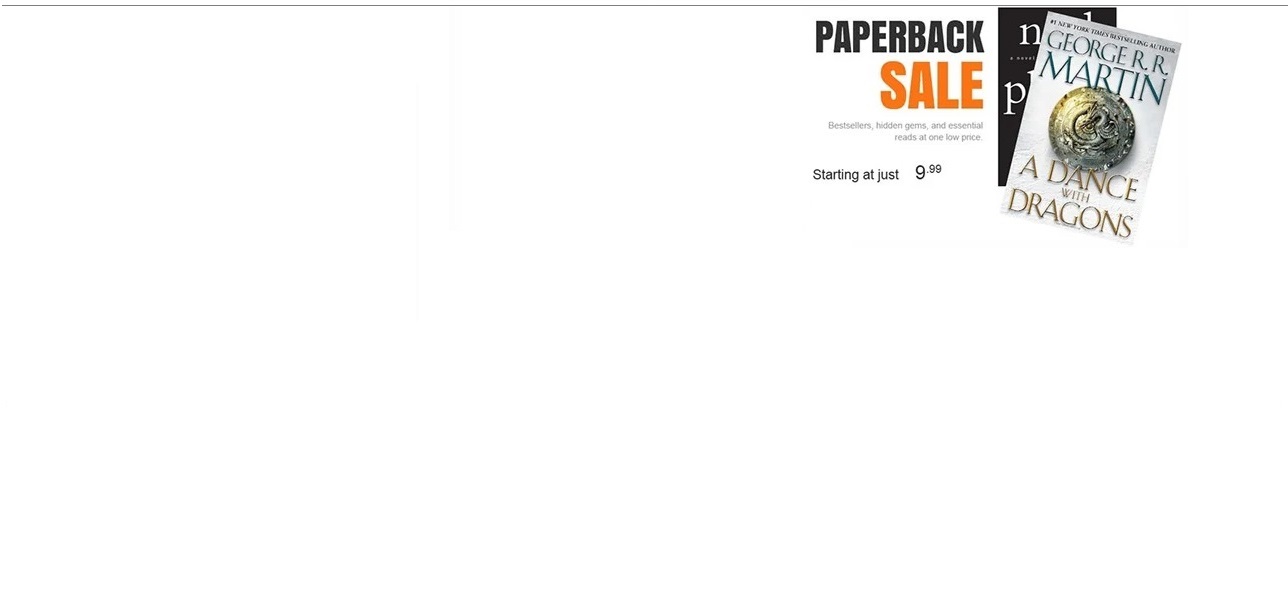 PAPERBACK
SALE
Bestsellers, hidden gems, and essential
reads at one low price.
Starting at just 9.99
a novel
#1 NEW YORK TIMES BESTSELLING AUTHOR
GEORGE R. R.
MARTIN
A DANCE
WITH
DRAGONS